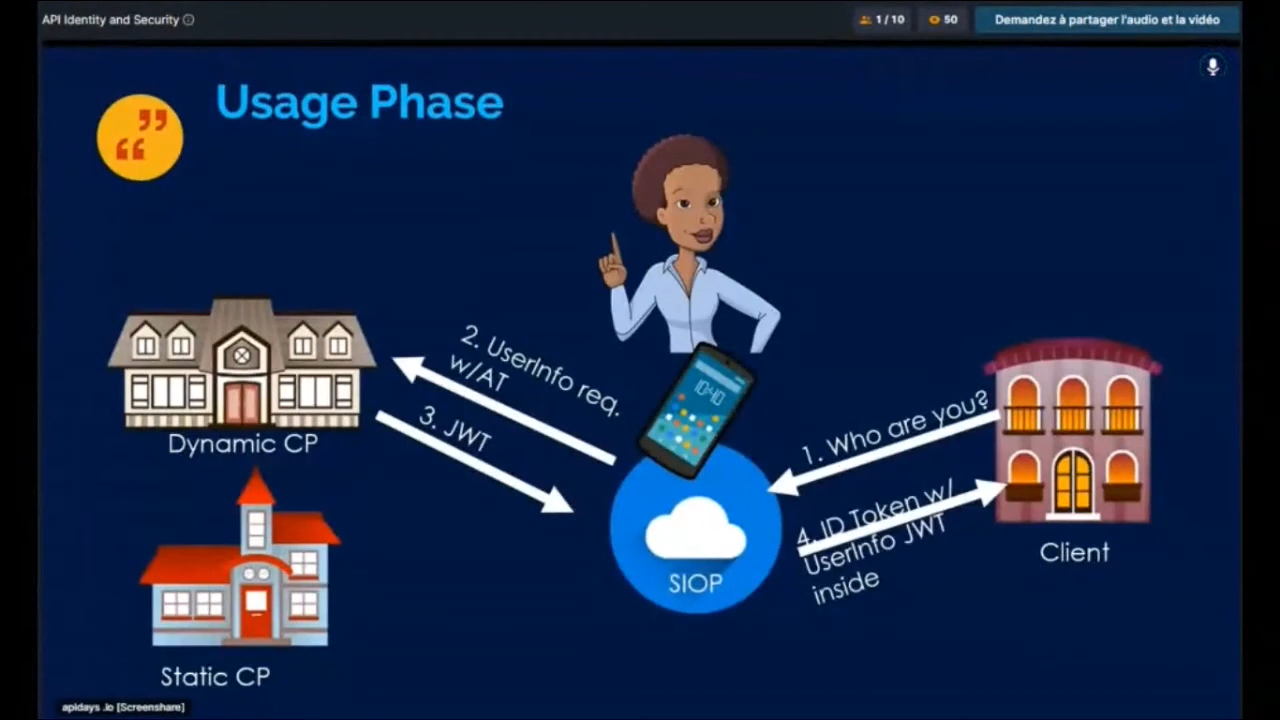 API Identity and Security
1 / 10
50
Demandez à partager l'audio et la vidéo
Usage Phase
2. UserInfo req.
w/AT
3. JWT
10:40
1. Who are you?
4. ID Token w/
UserInfo JWT
inside
Dynamic CP
SIOP
Client
Static CP
apidays .io [Screenshare]